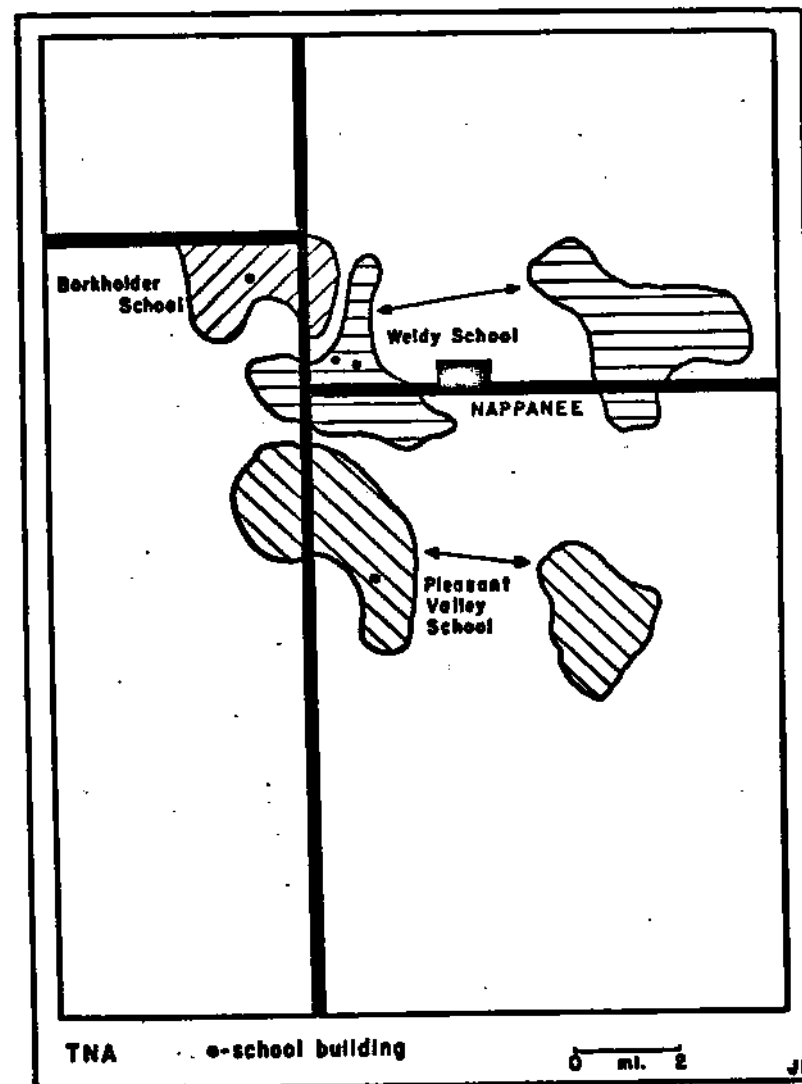 Borkholder
School
Weldy School
NAPPANEE
Pleasant
Valley
School
TNA
●-school building
0 mi. 2